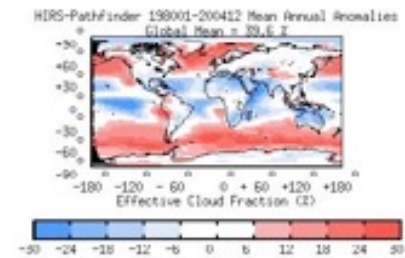 HIRS-Pathfinder 198001-200412 Mean Annual Anomalies
Global Mean = 39.6 %
+90
+60
+30
0
-30
-60
-90
-180 -120 - 60 0 + 60 +120 +180
Effective Cloud Fraction (%)
-30 -24 -18 -12 -6 0 6 12 18 24 30